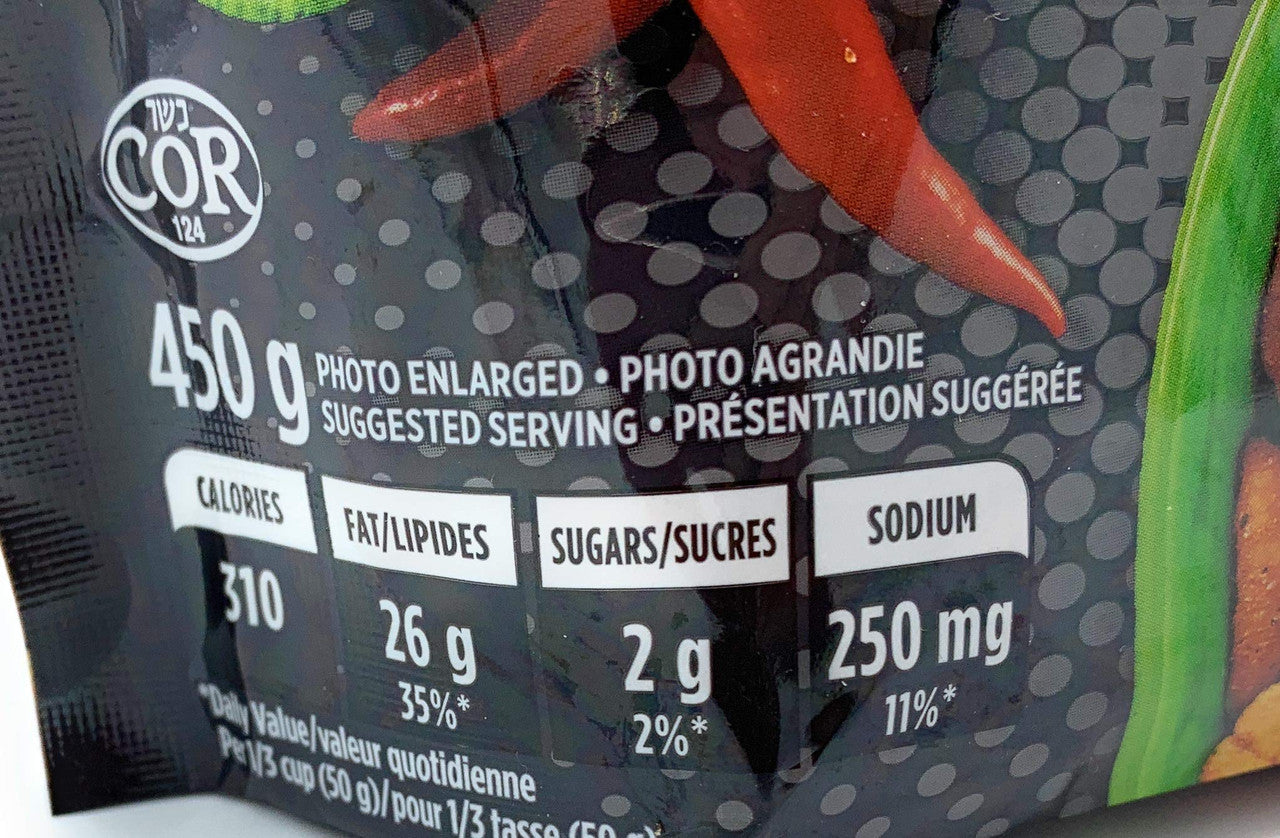 כשר
COR
124
450 g
PHOTO ENLARGED • PHOTO AGRANDIE
SUGGESTED SERVING • PRÉSENTATION SUGGÉRÉE
CALORIES
310
FAT/LIPIDES
26 g
35%*
SUGARS/SUCRES
2 g
2%*
SODIUM
250 mg
11%*
*Daily Value/valeur quotidienne
Per 1/3 cup (50 g)/pour 1/3 tasse (50 g)